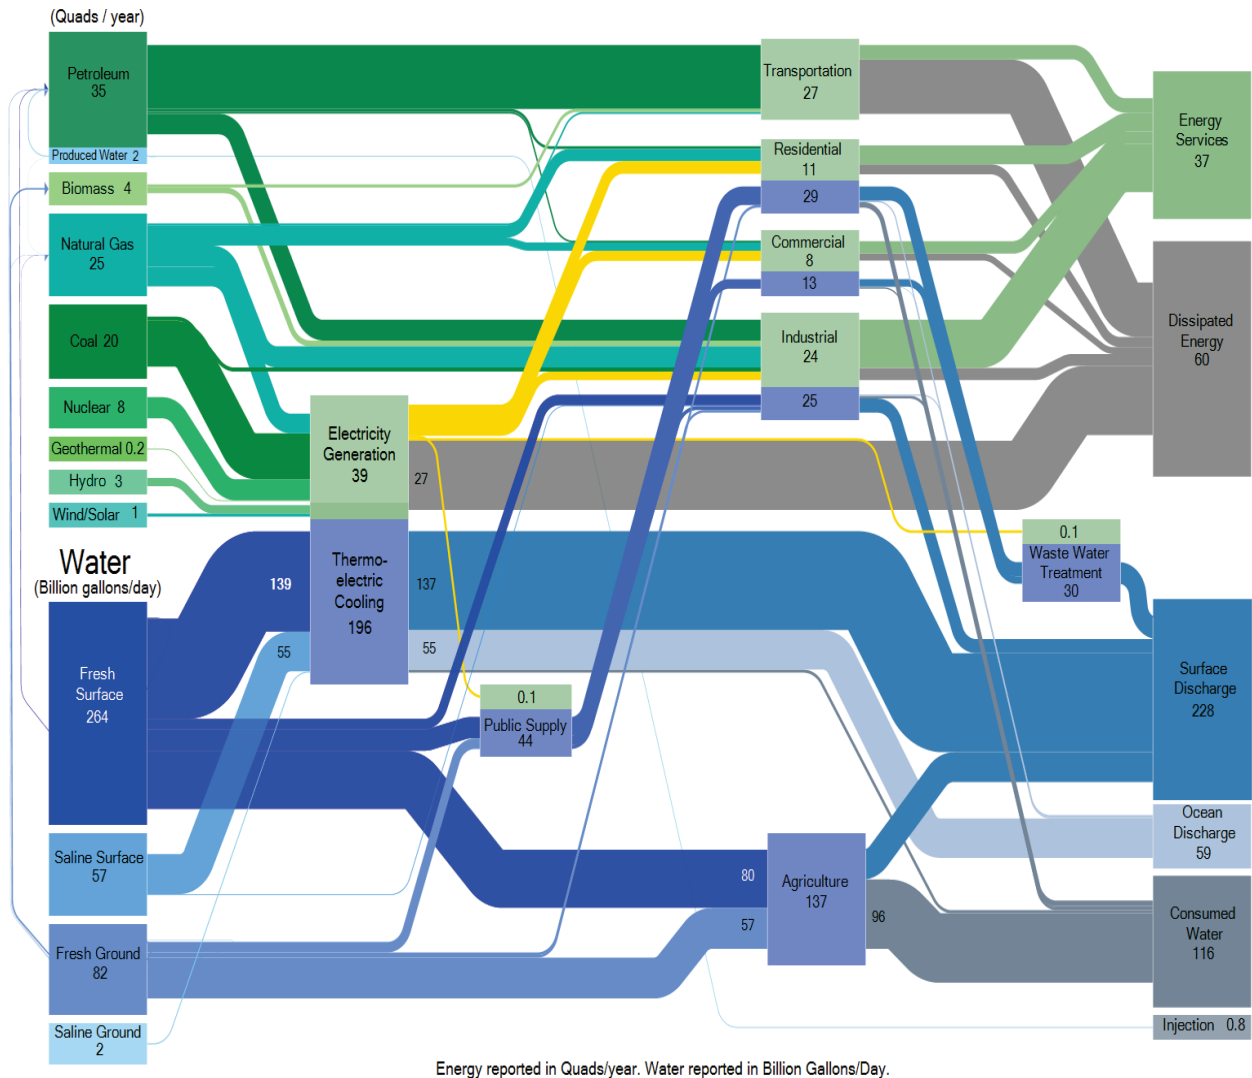 (Quads / year)
Petroleum
35
Produced Water 2
Biomass 4
Natural Gas
25
Coal 20
Nuclear 8
Geothermal 0.2
Hydro 3
Wind/Solar 1
Water
(Billion gallons/day)
Fresh
Surface
264
Saline Surface
57
Fresh Ground
82
Saline Ground
2
Electricity
Generation
39
27
Thermo-
electric
Cooling
196
139
55
137
55
0.1
Public Supply
44
Transportation
27
Residential
11
29
Commercial
8
13
Industrial
24
25
80
57
Agriculture
137
96
0.1
Waste Water
Treatment
30
Energy
Services
37
Dissipated
Energy
60
Surface
Discharge
228
Ocean
Discharge
59
Consumed
Water
116
Injection 0.8
Energy reported in Quads/year. Water reported in Billion Gallons/Day.